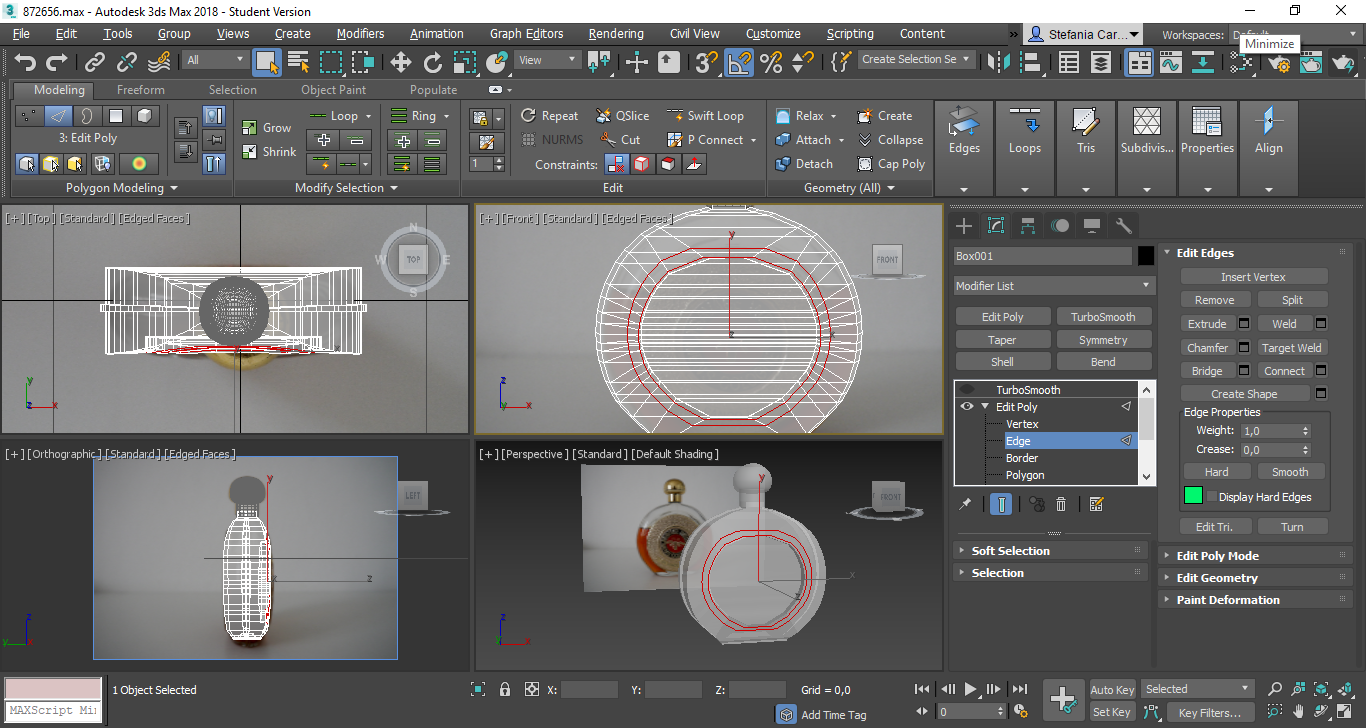 872656.max - Autodesk 3ds Max 2018 - Student Version
File Edit Tools Group Views Create Modifiers Animation Graph Editors Rendering Civil View Customize Scripting Content » Stefania Car... Workspaces:
Minimize
All View Create Selection Se
Modeling Freeform Selection Object Paint Populate
Loop Ring Repeat QSlice Swift Loop Relax Create
3: Edit Poly Grow NURMS Cut P Connect Attach Collapse Edges Loops Tris Subdivis... Properties Align
Shrink 1 Constraints: Detach Cap Poly
Polygon Modeling Modify Selection Edit Geometry (All)
[+] [Top] [Standard] [Edged Faces]
N
W TOP E
S
y
x
y
z x
[+] [Front] [Standard] [Edged Faces]
FRONT
y
z x
z
y x
[+] [Orthographic] [Standard] [Edged Faces]
LEFT
y
z
z
y
[+] [Perspective] [Standard] [Default Shading]
FRONT
y
x
z
z
y x
Box001
Modifier List
Edit Poly TurboSmooth
Taper Symmetry
Shell Bend
TurboSmooth
Edit Poly
Vertex
Edge
Border
Polygon
Soft Selection
Selection
Edit Edges
Insert Vertex
Remove Split
Extrude Weld
Chamfer Target Weld
Bridge Connect
Create Shape
Edge Properties
Weight: 1,0
Crease: 0,0
Hard Smooth
Display Hard Edges
Edit Tri. Turn
Edit Poly Mode
Edit Geometry
Paint Deformation
1 Object Selected X: Y: Z: Grid = 0,0 Auto Key Selected
MAXScript Mi Add Time Tag 0 Set Key Key Filters...